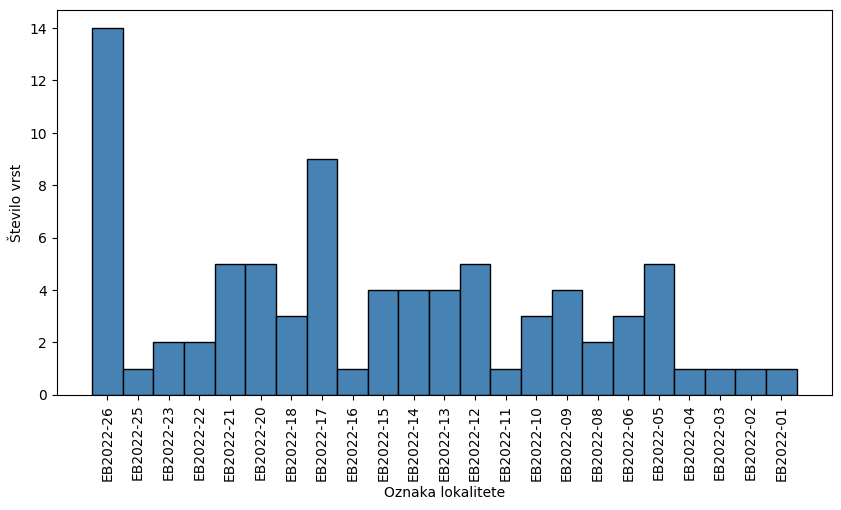 Število vrst
14
12
10
8
6
4
2
0
EB2022-26
EB2022-25
EB2022-23
EB2022-22
EB2022-21
EB2022-20
EB2022-18
EB2022-17
EB2022-16
EB2022-15
EB2022-14
EB2022-13
EB2022-12
EB2022-11
EB2022-10
EB2022-09
EB2022-08
EB2022-06
EB2022-05
EB2022-04
EB2022-03
EB2022-02
EB2022-01
Oznaka lokalitete